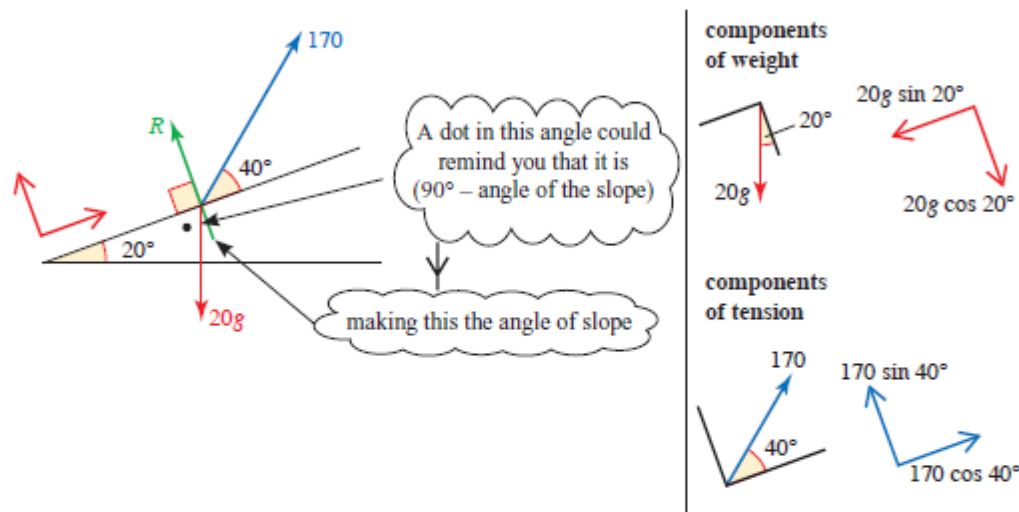 170
R
40°
20°
20g
A dot in this angle could
remind you that it is
(90° – angle of the slope)
making this the angle of slope
components
of weight
20°
20g
20g sin 20°
20g cos 20°
components
of tension
170
40°
170 sin 40°
170 cos 40°